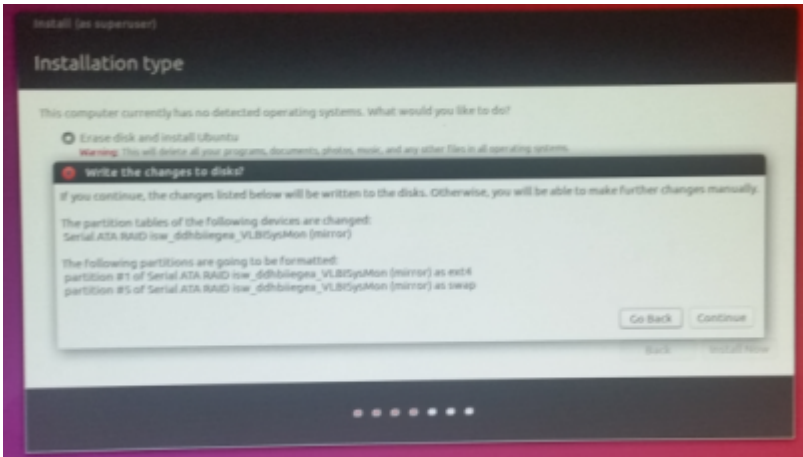 Install (as superuser)
Installation type
This computer currently has no detected operating systems. What would you like to do?
Erase disk and install Ubuntu
Warning: This will delete all your programs, documents, photos, music, and any other files in all operating systems.
Write the changes to disks?
If you continue, the changes listed below will be written to the disks. Otherwise, you will be able to make further changes manually.
The partition tables of the following devices are changed:
Serial ATA RAID isw_ddhbiiegea_VLBISysMon (mirror)
The following partitions are going to be formatted:
partition #1 of Serial ATA RAID isw_ddhbiiegea_VLBISysMon (mirror) as ext4
partition #5 of Serial ATA RAID isw_ddhbiiegea_VLBISysMon (mirror) as swap
Go Back Continue
Back Install Now